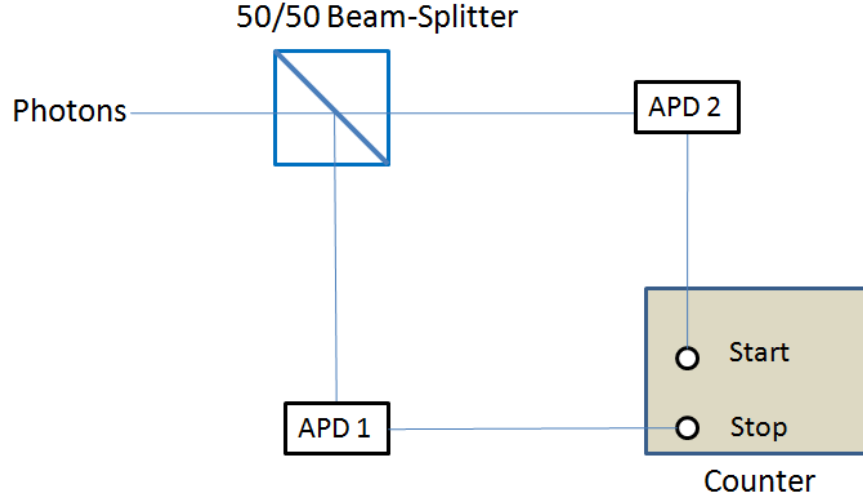 50/50 Beam-Splitter
Photons
APD 2
Start
APD 1
Stop
Counter